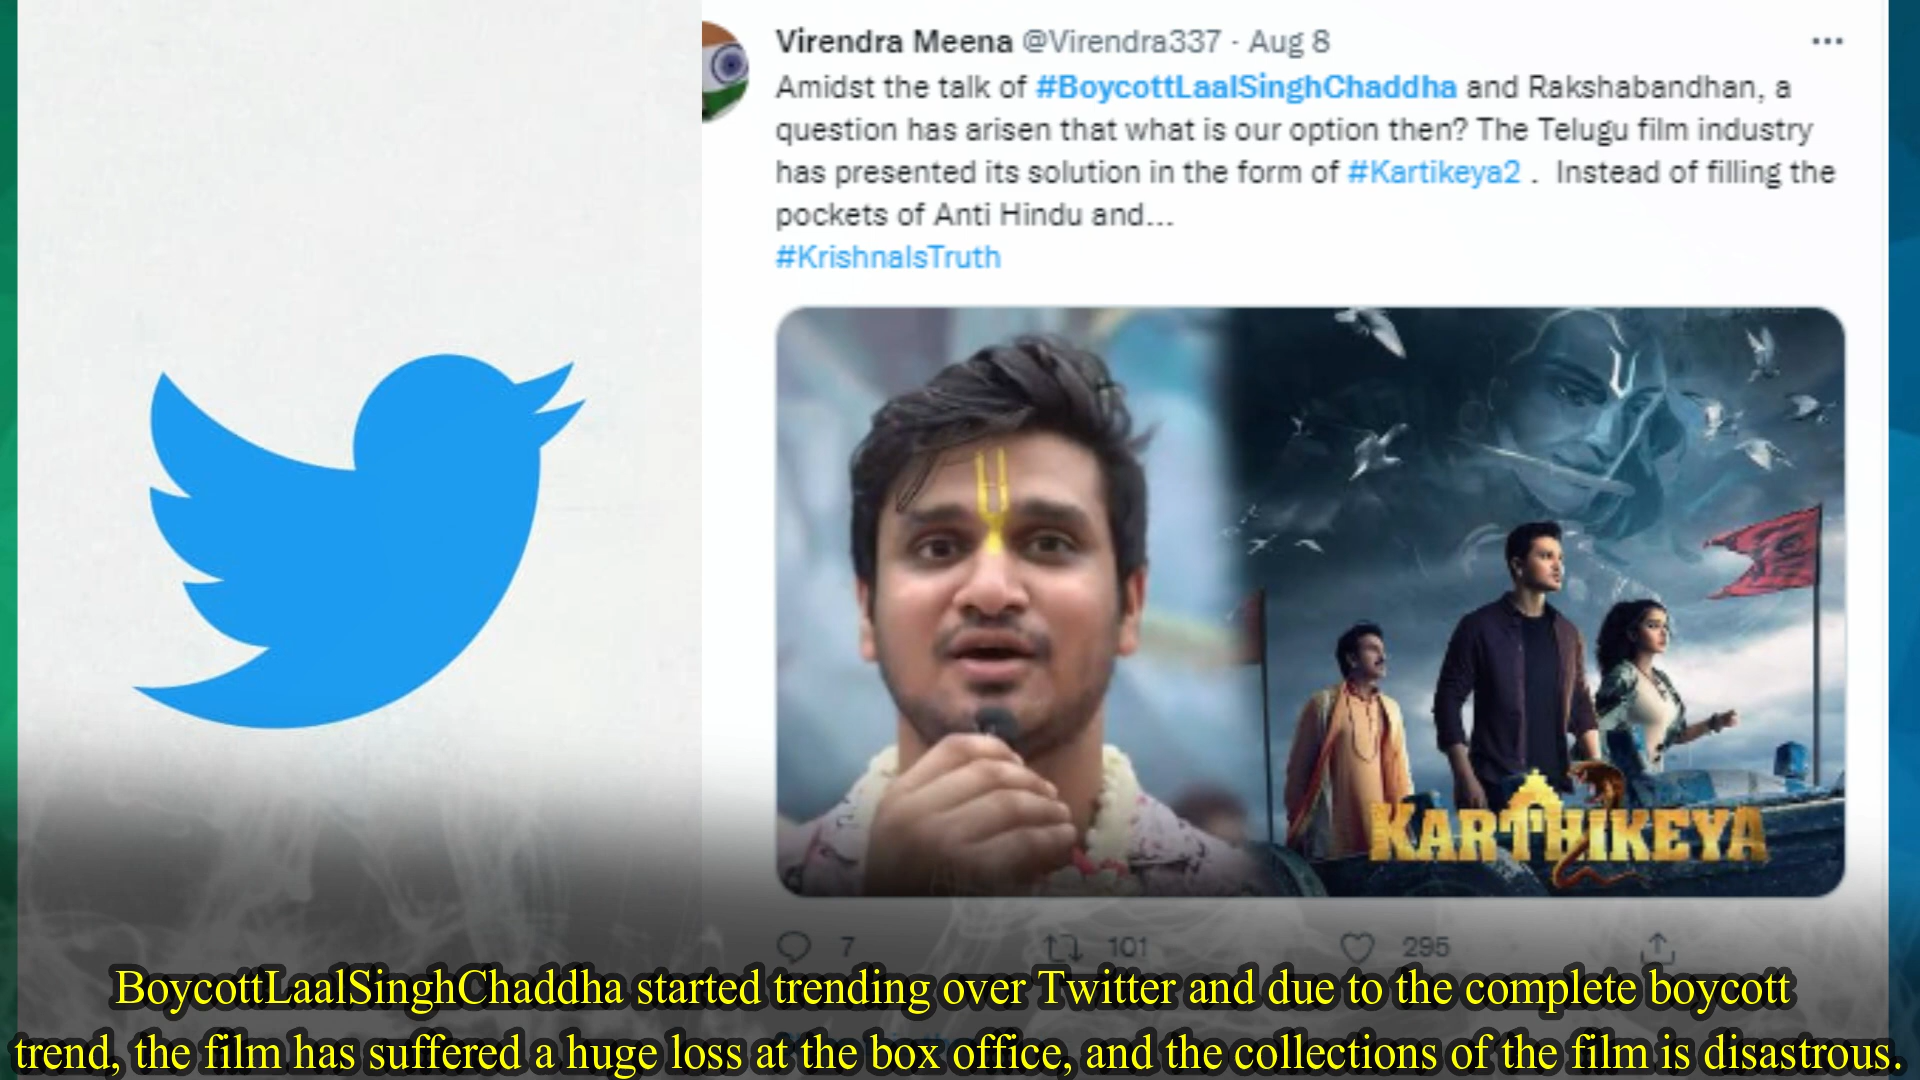 Virendra Meena @Virendra337 · Aug 8
Amidst the talk of #BoycottLaalSinghChaddha and Rakshabandhan, a
question has arisen that what is our option then? The Telugu film industry
has presented its solution in the form of #Kartikeya2 . Instead of filling the
pockets of Anti Hindu and...
#KrishnaIsTruth
KARTHIKEYA
2
7 101 295
BoycottLaalSinghChaddha started trending over Twitter and due to the complete boycott
trend, the film has suffered a huge loss at the box office, and the collections of the film is disastrous.